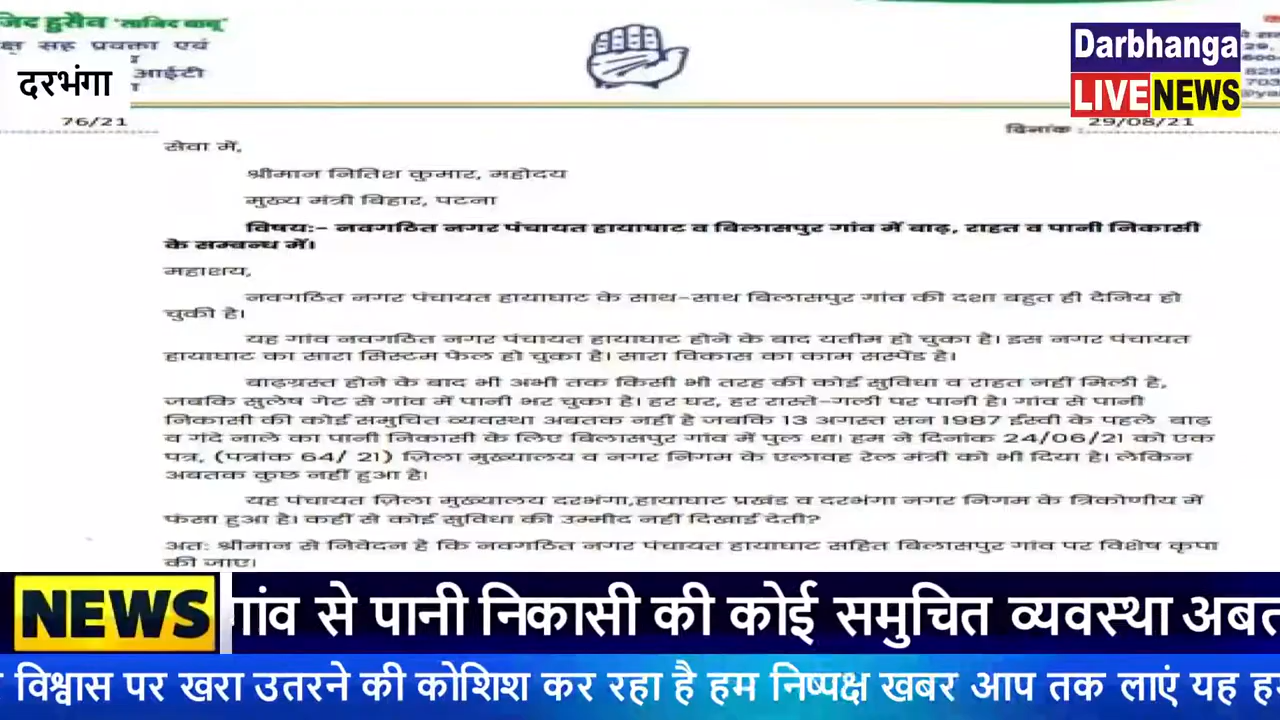 जिद हुसैन 'साजिद बाबू'
क्ष सह प्रवक्ता एवं
आईटी
दरभंगा
Darbhanga
LIVE NEWS
76/21
दिनांक : 29/08/21
सेवा में,
श्रीमान नितिश कुमार, महोदय
मुख्य मंत्री बिहार, पटना
विषय:- नवगठित नगर पंचायत हायाघाट व बिलासपुर गांव में बाढ़, राहत व पानी निकासी
के सम्बन्ध में।
महाशय,
नवगठित नगर पंचायत हायाघाट के साथ-साथ बिलासपुर गांव की दशा बहुत ही दैनिय हो
चुकी है।
यह गांव नवगठित नगर पंचायत हायाघाट होने के बाद यतीम हो चुका है। इस नगर पंचायत
हायाघाट का सारा सिस्टम फैल हो चुका है। सारा विकास का काम सस्पेंड है।
बाढ़ग्रस्त होने के बाद भी अभी तक किसी भी तरह की कोई सुविधा व राहत नहीं मिली है,
जबकि सुलेष गेट से गांव में पानी भर चुका है। हर घर, हर रास्ते-गली पर पानी है। गांव से पानी
निकासी की कोई समुचित व्यवस्था अबतक नहीं है जबकि 13 अगस्त सन 1987 ईस्वी के पहले बाढ़
व गंदे नाले का पानी निकासी के लिए बिलासपुर गांव में पुल था। हम ने दिनांक 24/06/21 को एक
पत्र, (पत्रांक 64/ 21) ज़िला मुख्यालय व नगर निगम के एलावह रेल मंत्री को भी दिया है। लेकिन
अबतक कुछ नहीं हुआ है।
यह पंचायत ज़िला मुख्यालय दरभंगा,हायाघाट प्रखंड व दरभंगा नगर निगम के त्रिकोणीय में
फंसा हुआ है। कहीं से कोई सुविधा की उम्मीद नहीं दिखाई देती?
अत: श्रीमान से निवेदन है कि नवगठित नगर पंचायत हायाघाट सहित बिलासपुर गांव पर विशेष कृपा
की जाए।
NEWS
गांव से पानी निकासी की कोई समुचित व्यवस्था अबत
विश्वास पर खरा उतरने की कोशिश कर रहा है हम निष्पक्ष खबर आप तक लाएं यह ह